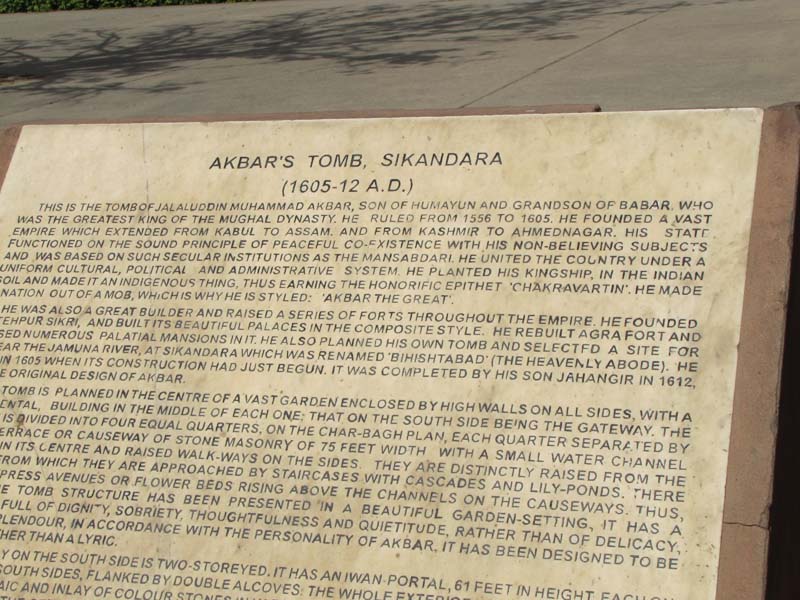 AKBAR'S TOMB, SIKANDARA
(1605-12 A.D.)
THIS IS THE TOMB OF JALALUDDIN MUHAMMAD AKBAR, SON OF HUMAYUN AND GRANDSON OF BABAR. WHO
WAS THE GREATEST KING OF THE MUGHAL DYNASTY. HE RULED FROM 1556 TO 1605. HE FOUNDED A VAST
EMPIRE WHICH EXTENDED FROM KABUL TO ASSAM. AND FROM KASHMIR TO AHMEDNAGAR. HIS STATE
FUNCTIONED ON THE SOUND PRINCIPLE OF PEACEFUL CO-EXISTENCE WITH HIS NON-BELIEVING SUBJECTS
AND WAS BASED ON SUCH SECULAR INSTITUTIONS AS THE MANSABDARI. HE UNITED THE COUNTRY UNDER A
UNIFORM CULTURAL, POLITICAL AND ADMINISTRATIVE SYSTEM. HE PLANTED HIS KINGSHIP, IN THE INDIAN
SOIL AND MADE IT AN INDIGENOUS THING, THUS EARNING THE HONORIFIC EPITHET 'CHAKRAVARTIN'. HE MADE
NATION OUT OF A MOB, WHICH IS WHY HE IS STYLED: 'AKBAR THE GREAT'.
HE WAS ALSO A GREAT BUILDER AND RAISED A SERIES OF FORTS THROUGHOUT THE EMPIRE. HE FOUNDED
TEHPUR SIKRI, AND BUILT ITS BEAUTIFUL PALACES IN THE COMPOSITE STYLE. HE REBUILT AGRA FORT AND
SED NUMEROUS PALATIAL MANSIONS IN IT. HE ALSO PLANNED HIS OWN TOMB AND SELECTED A SITE FOR
EAR THE JAMUNA RIVER, AT SIKANDARA WHICH WAS RENAMED 'BIHISHTABAD' (THE HEAVENLY ABODE). HE
IN 1605 WHEN ITS CONSTRUCTION HAD JUST BEGUN. IT WAS COMPLETED BY HIS SON JAHANGIR IN 1612,
E ORIGINAL DESIGN OF AKBAR.
TOMB IS PLANNED IN THE CENTRE OF A VAST GARDEN ENCLOSED BY HIGH WALLS ON ALL SIDES, WITH A
ENTAL, BUILDING IN THE MIDDLE OF EACH ONE; THAT ON THE SOUTH SIDE BEING THE GATEWAY. THE
IS DIVIDED INTO FOUR EQUAL QUARTERS, ON THE CHAR-BAGH PLAN, EACH QUARTER SEPARATED BY
ERRACE OR CAUSEWAY OF STONE MASONRY OF 75 FEET WIDTH WITH A SMALL WATER CHANNEL
IN ITS CENTRE AND RAISED WALK-WAYS ON THE SIDES. THEY ARE DISTINCTLY RAISED FROM THE
FROM WHICH THEY ARE APPROACHED BY STAIRCASES WITH CASCADES AND LILY-PONDS. THERE
PRESS AVENUES OR FLOWER BEDS RISING ABOVE THE CHANNELS ON THE CAUSEWAYS. THUS,
E TOMB STRUCTURE HAS BEEN PRESENTED IN A BEAUTIFUL GARDEN-SETTING, IT HAS A
FULL OF DIGNITY, SOBRIETY, THOUGHTFULNESS AND QUIETITUDE, RATHER THAN OF DELICACY,
PLENDOUR, IN ACCORDANCE WITH THE PERSONALITY OF AKBAR, IT HAS BEEN DESIGNED TO BE
HER THAN A LYRIC.
Y ON THE SOUTH SIDE IS TWO-STOREYED. IT HAS AN IWAN-PORTAL, 61 FEET IN HEIGHT, EACH ON
SOUTH SIDES, FLANKED BY DOUBLE ALCOVES. THE WHOLE EXTERIOR
AIC AND INLAY OF COLOUR STONES IN